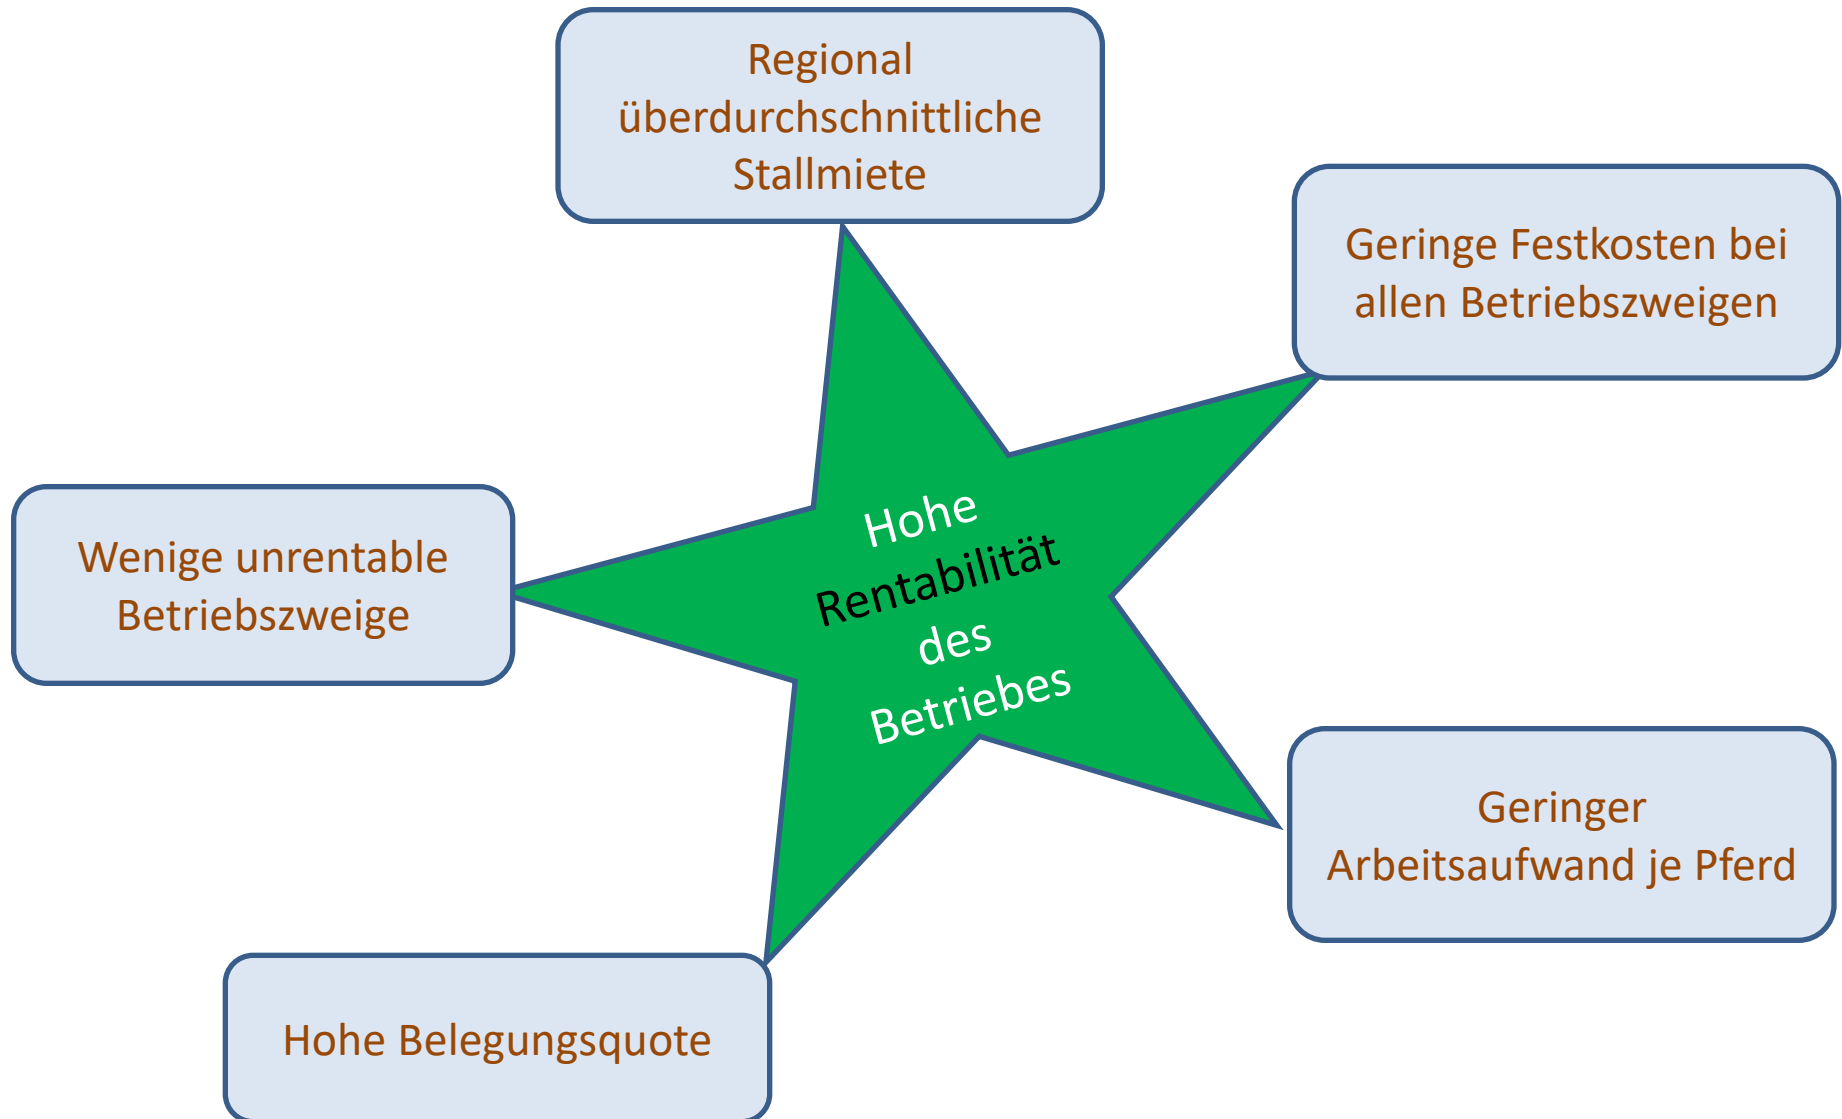 Regional
überdurchschnittliche
Stallmiete
Geringe Festkosten bei
allen Betriebszweigen
Wenige unrentable
Betriebszweige
Hohe
Rentabilität
des
Betriebes
Geringer
Arbeitsaufwand je Pferd
Hohe Belegungsquote